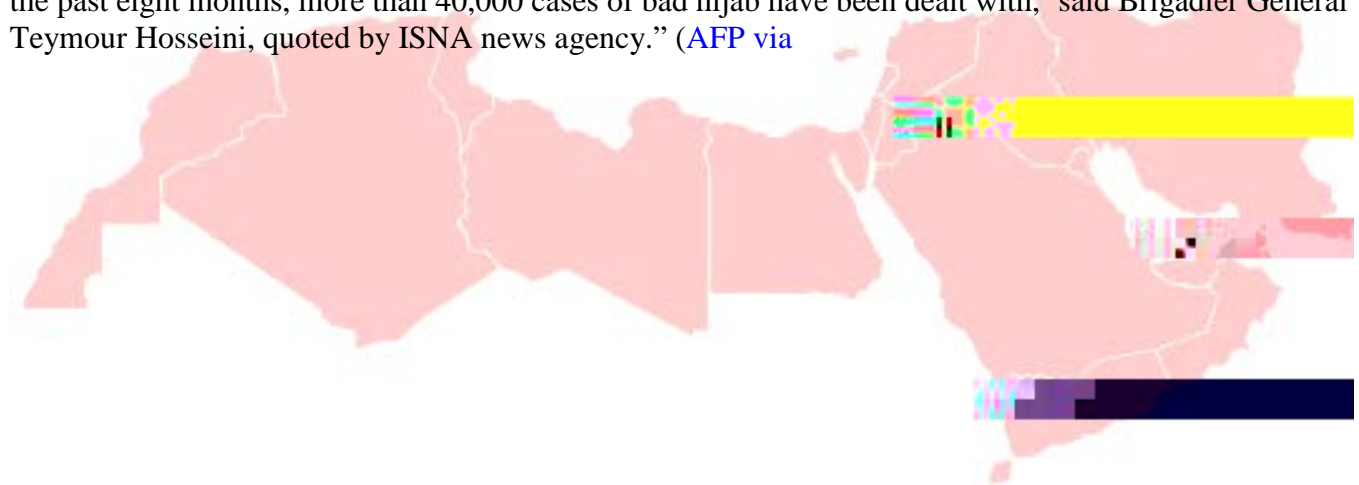 the past eight months, more than 40,000 cases of bad hijab have been dealt with," said Brigadier General
Teymour Hosseini, quoted by ISNA news agency.” (AFP via